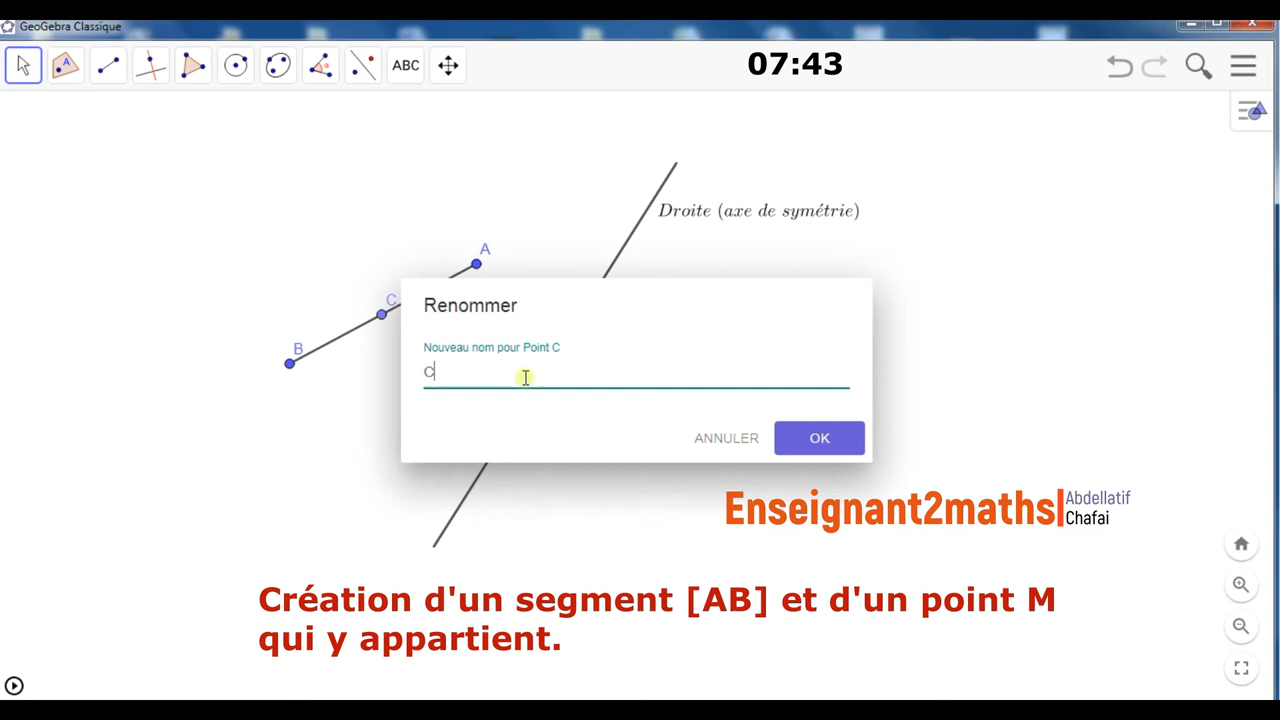 GeoGebra Classique
A
ABC
07:43
Droite (axe de symétrie)
A
C
B
Renommer
Nouveau nom pour Point C
C
ANNULER
OK
Enseignant2maths
Abdellatif
Chafai
Création d'un segment [AB] et d'un point M
qui y appartient.